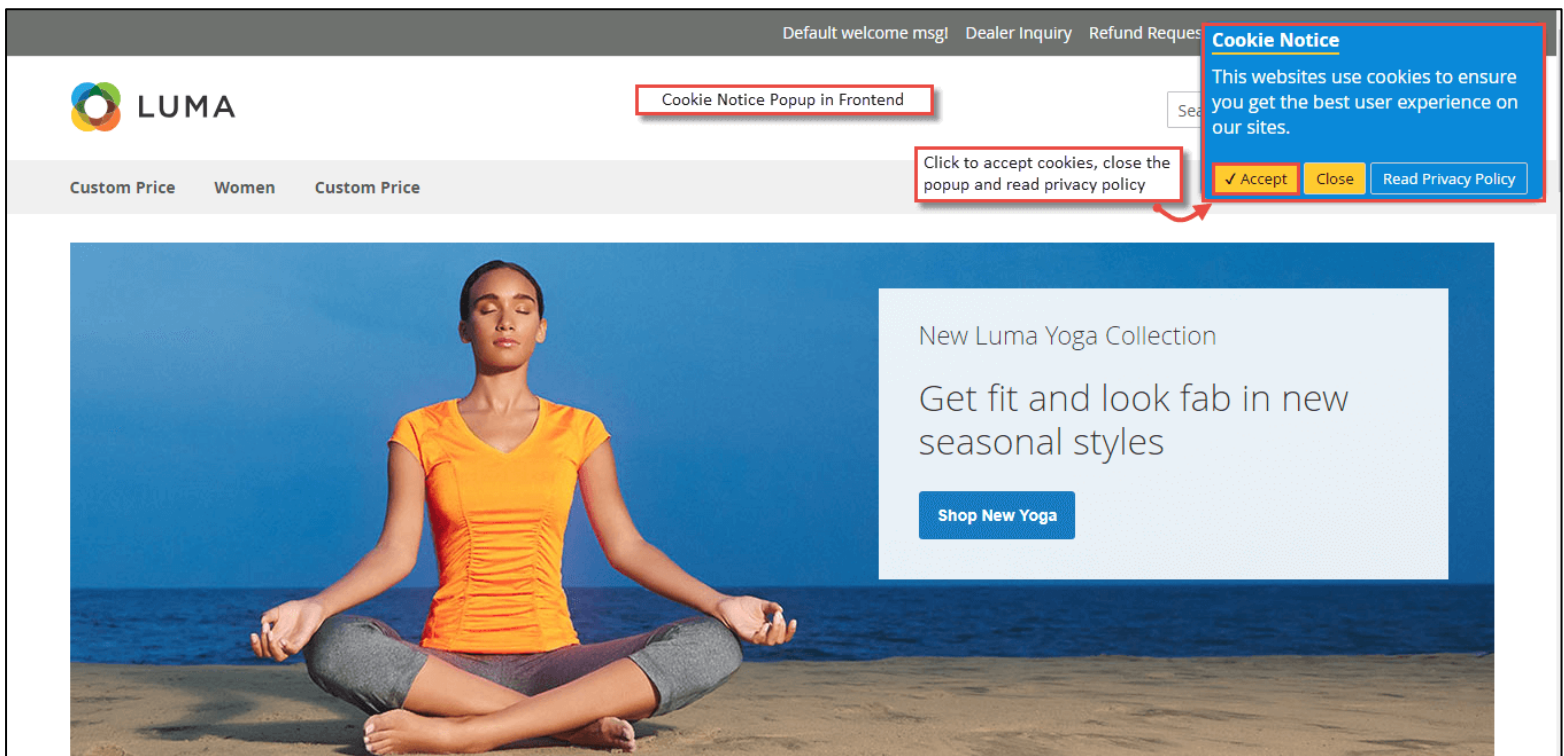 Default welcome msg! Dealer Inquiry Refund
Cookie Notice
This websites use cookies to ensure
you get the best user experience on
our sites.
✓ Accept Close Read Privacy Policy
LUMA
Cookie Notice Popup in Frontend
Click to accept cookies, close the
popup and read privacy policy
Custom Price Women Custom Price
New Luma Yoga Collection
Get fit and look fab in new
seasonal styles
Shop New Yoga